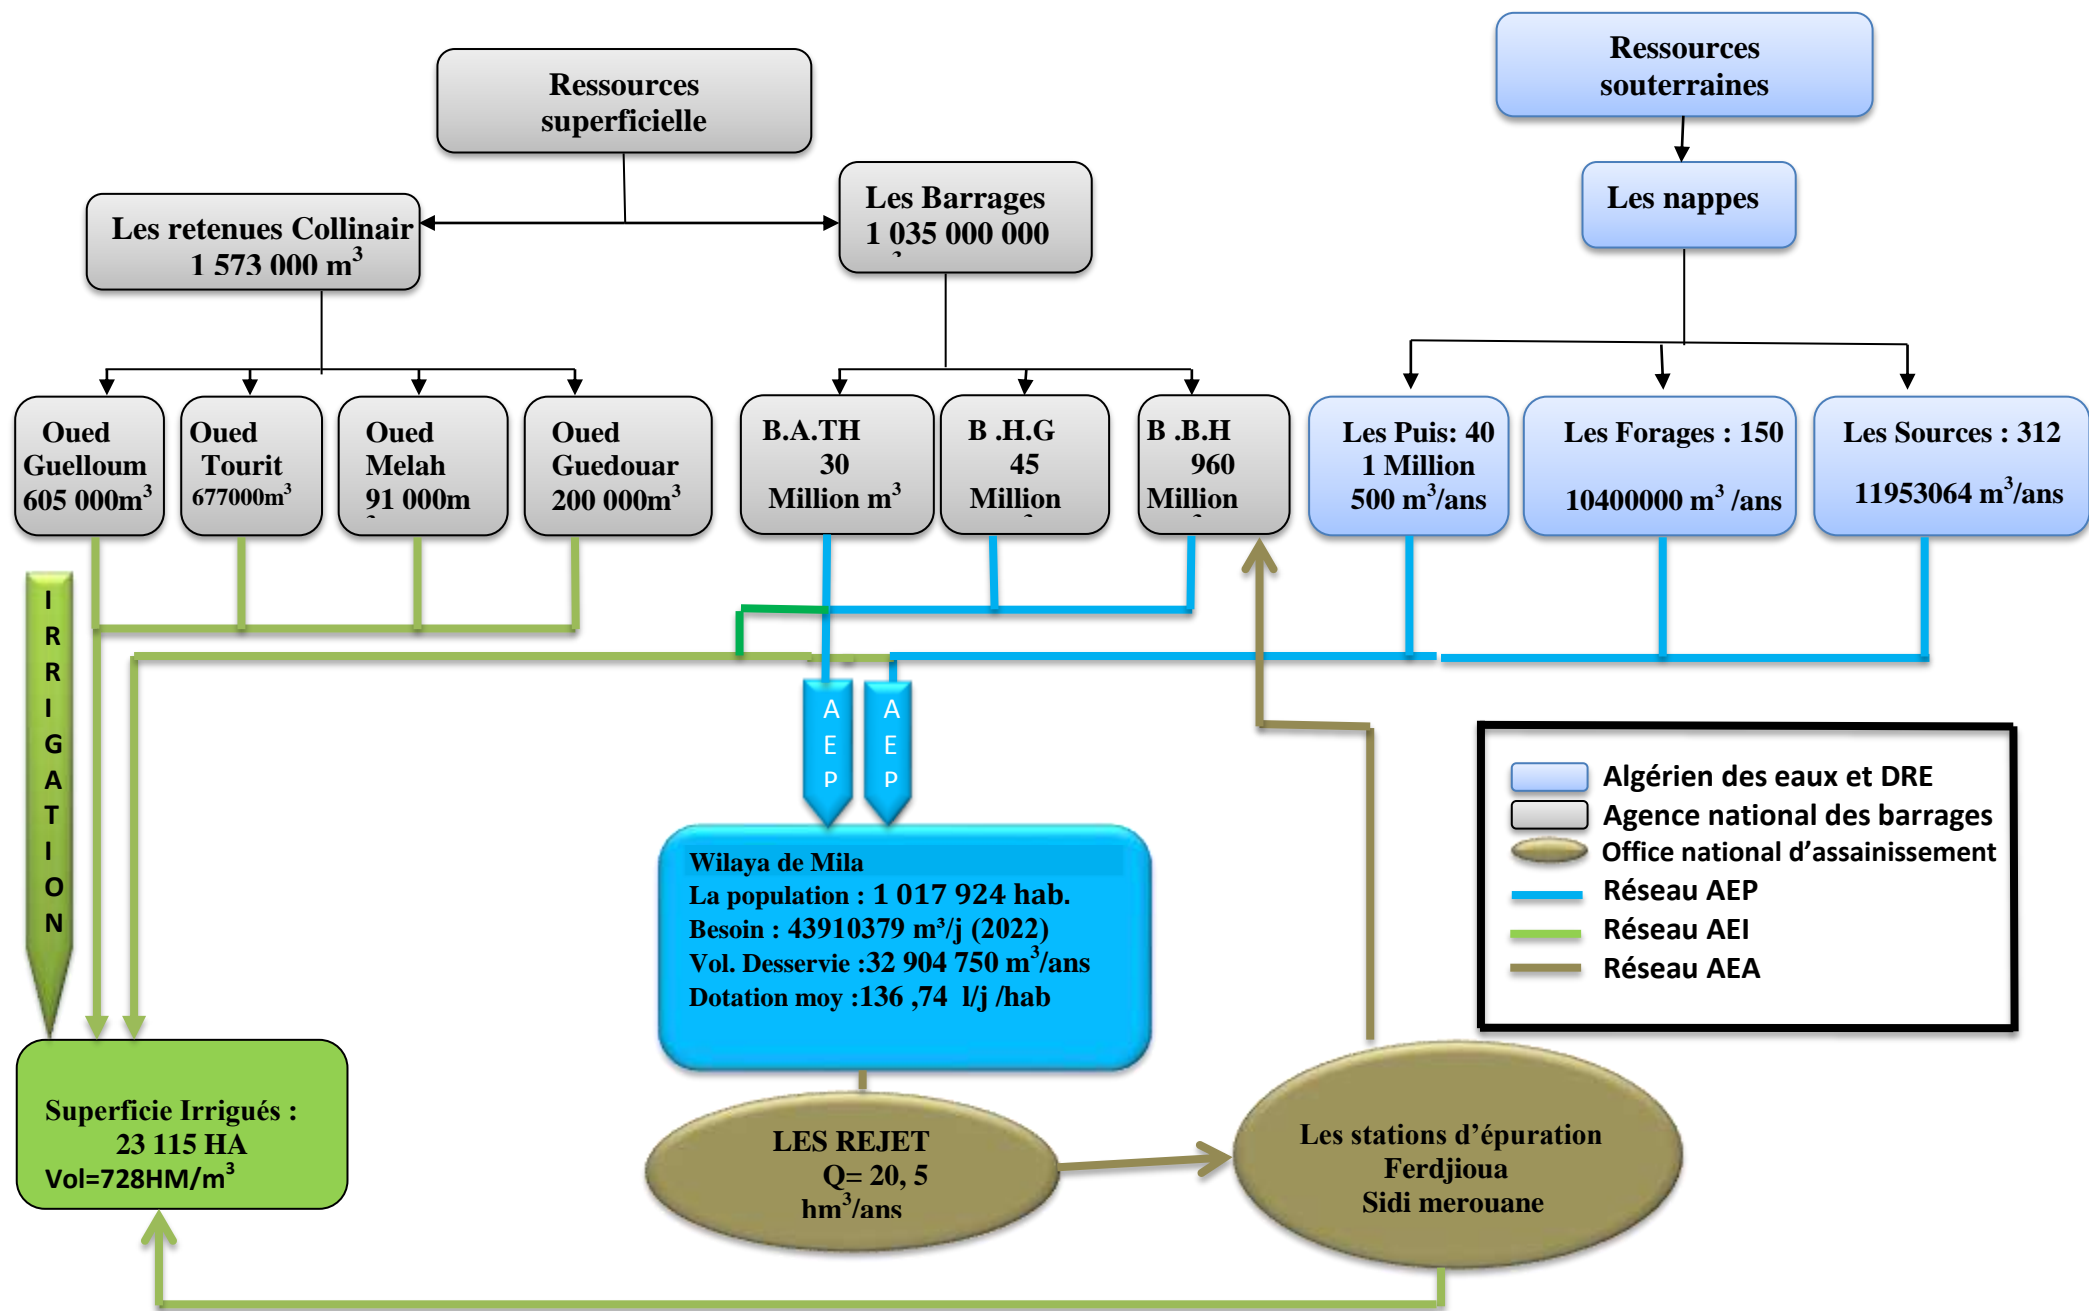 Ressources
superficielle
Ressources
souterraines
Les retenues Collinair
1 573 000 m³
Les Barrages
1 035 000 000
Les nappes
Oued
Guelloum
605 000m³
Oued
Tourit
677000m³
Oued
Melah
91 000m
Oued
Guedouar
200 000m³
B.A.TH
30
Million m³
B .H.G
45
Million
B .B.H
960
Million
Les Puis: 40
1 Million
500 m³/ans
Les Forages : 150
10400000 m³ /ans
Les Sources : 312
11953064 m³/ans
I
R
R
I
G
A
T
I
O
N
A
E
P
A
E
P
Wilaya de Mila
La population : 1 017 924 hab.
Besoin : 43910379 m³/j (2022)
Vol. Desservie :32 904 750 m³/ans
Dotation moy :136 ,74 l/j /hab
Algérien des eaux et DRE
Agence national des barrages
Office national d’assainissement
Réseau AEP
Réseau AEI
Réseau AEA
Superficie Irrigués :
23 115 HA
Vol=728HM/m³
LES REJET
Q= 20, 5
hm³/ans
Les stations d’épuration
Ferdjioua
Sidi merouane